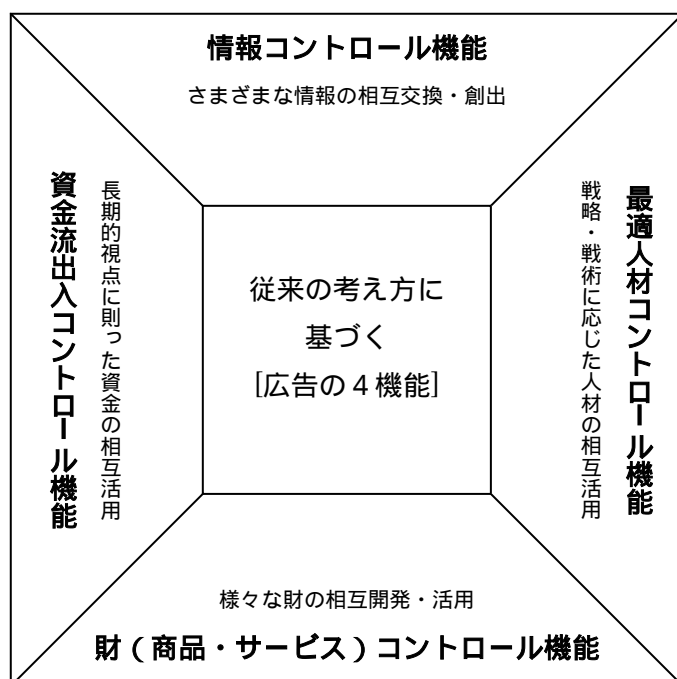 情報コントロール機能
さまざまな情報の相互交換・創出
資金流出入コントロール機能
長期的視点に則った資金の相互活用
従来の考え方に
基づく
[広告の４機能]
戦略・戦術に応じた人材の相互活用
最適人材コントロール機能
様々な財の相互開発・活用
財（商品・サービス）コントロール機能